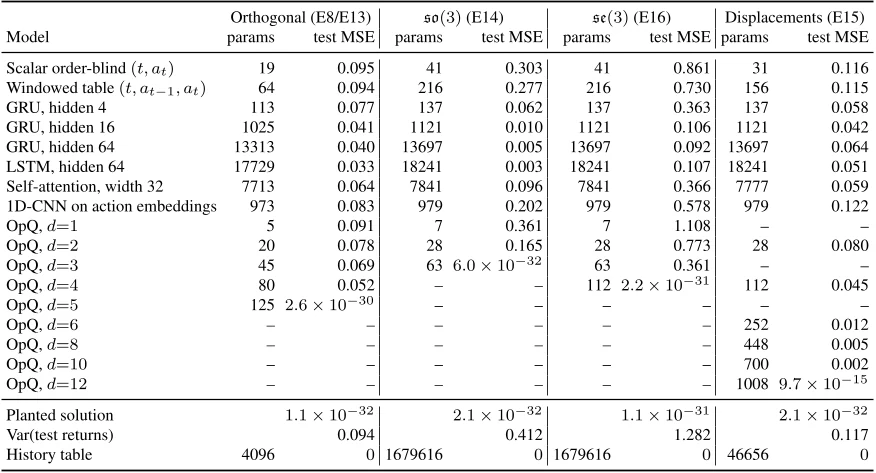 Orthogonal (E8/E13) 𝔰𝔬(3) (E14) 𝔰𝔢(3) (E16) Displacements (E15)
Model params test MSE params test MSE params test MSE params test MSE
Scalar order-blind (t, a_t) 19 0.095 41 0.303 41 0.861 31 0.116
Windowed table (t, a_{t−1}, a_t) 64 0.094 216 0.277 216 0.730 156 0.115
GRU, hidden 4 113 0.077 137 0.062 137 0.363 137 0.058
GRU, hidden 16 1025 0.041 1121 0.010 1121 0.106 1121 0.042
GRU, hidden 64 13313 0.040 13697 0.005 13697 0.092 13697 0.064
LSTM, hidden 64 17729 0.033 18241 0.003 18241 0.107 18241 0.051
Self-attention, width 32 7713 0.064 7841 0.096 7841 0.366 7777 0.059
1D-CNN on action embeddings 973 0.083 979 0.202 979 0.578 979 0.122
OpQ, d=1 5 0.091 7 0.361 7 1.108 – –
OpQ, d=2 20 0.078 28 0.165 28 0.773 28 0.080
OpQ, d=3 45 0.069 63 6.0 × 10^{−32} 63 0.361 – –
OpQ, d=4 80 0.052 – – 112 2.2 × 10^{−31} 112 0.045
OpQ, d=5 125 2.6 × 10^{−30} – – – – – –
OpQ, d=6 – – – – – – 252 0.012
OpQ, d=8 – – – – – – 448 0.005
OpQ, d=10 – – – – – – 700 0.002
OpQ, d=12 – – – – – – 1008 9.7 × 10^{−15}
Planted solution 1.1 × 10^{−32} 2.1 × 10^{−32} 1.1 × 10^{−31} 2.1 × 10^{−32}
Var(test returns) 0.094 0.412 1.282 0.117
History table 4096 0 1679616 0 1679616 0 46656 0